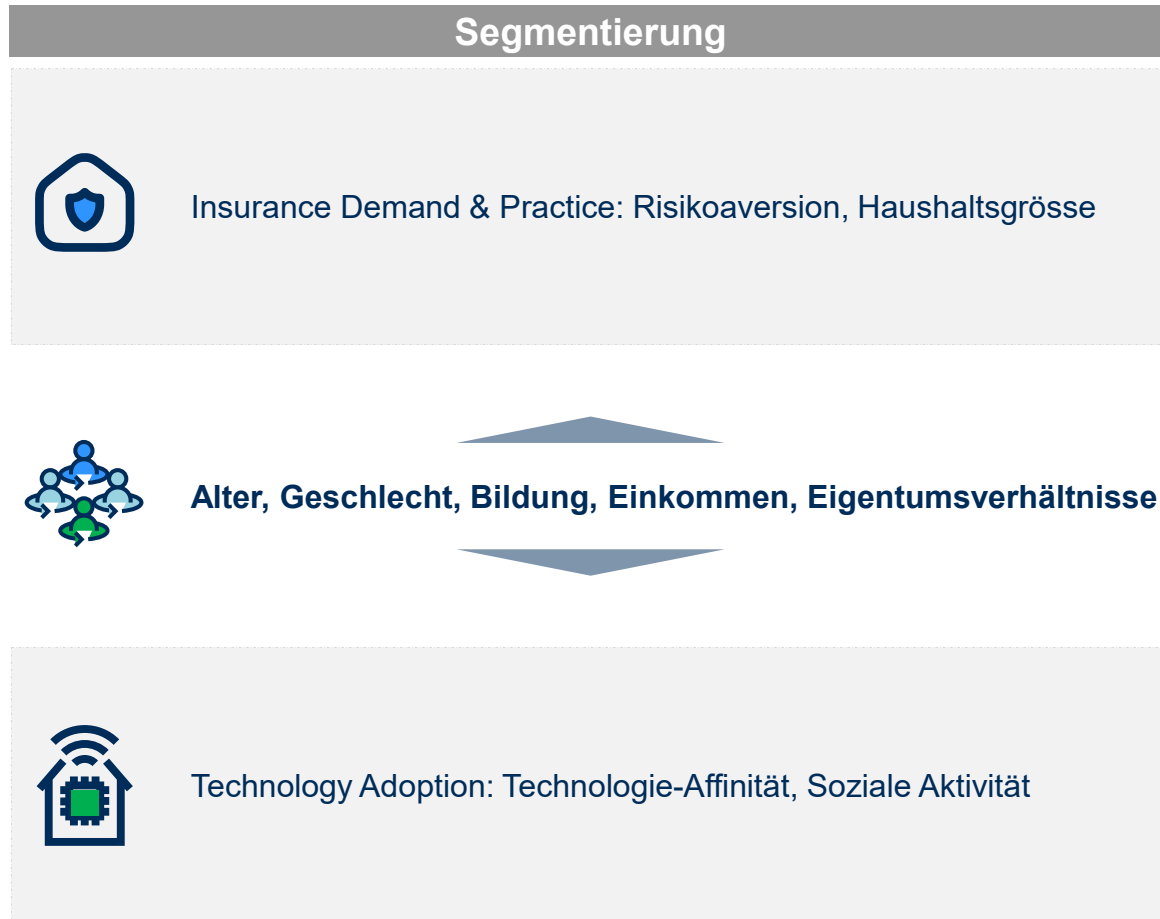 Segmentierung
Insurance Demand & Practice: Risikoaversion, Haushaltsgrösse
Alter, Geschlecht, Bildung, Einkommen, Eigentumsverhältnisse
Technology Adoption: Technologie-Affinität, Soziale Aktivität